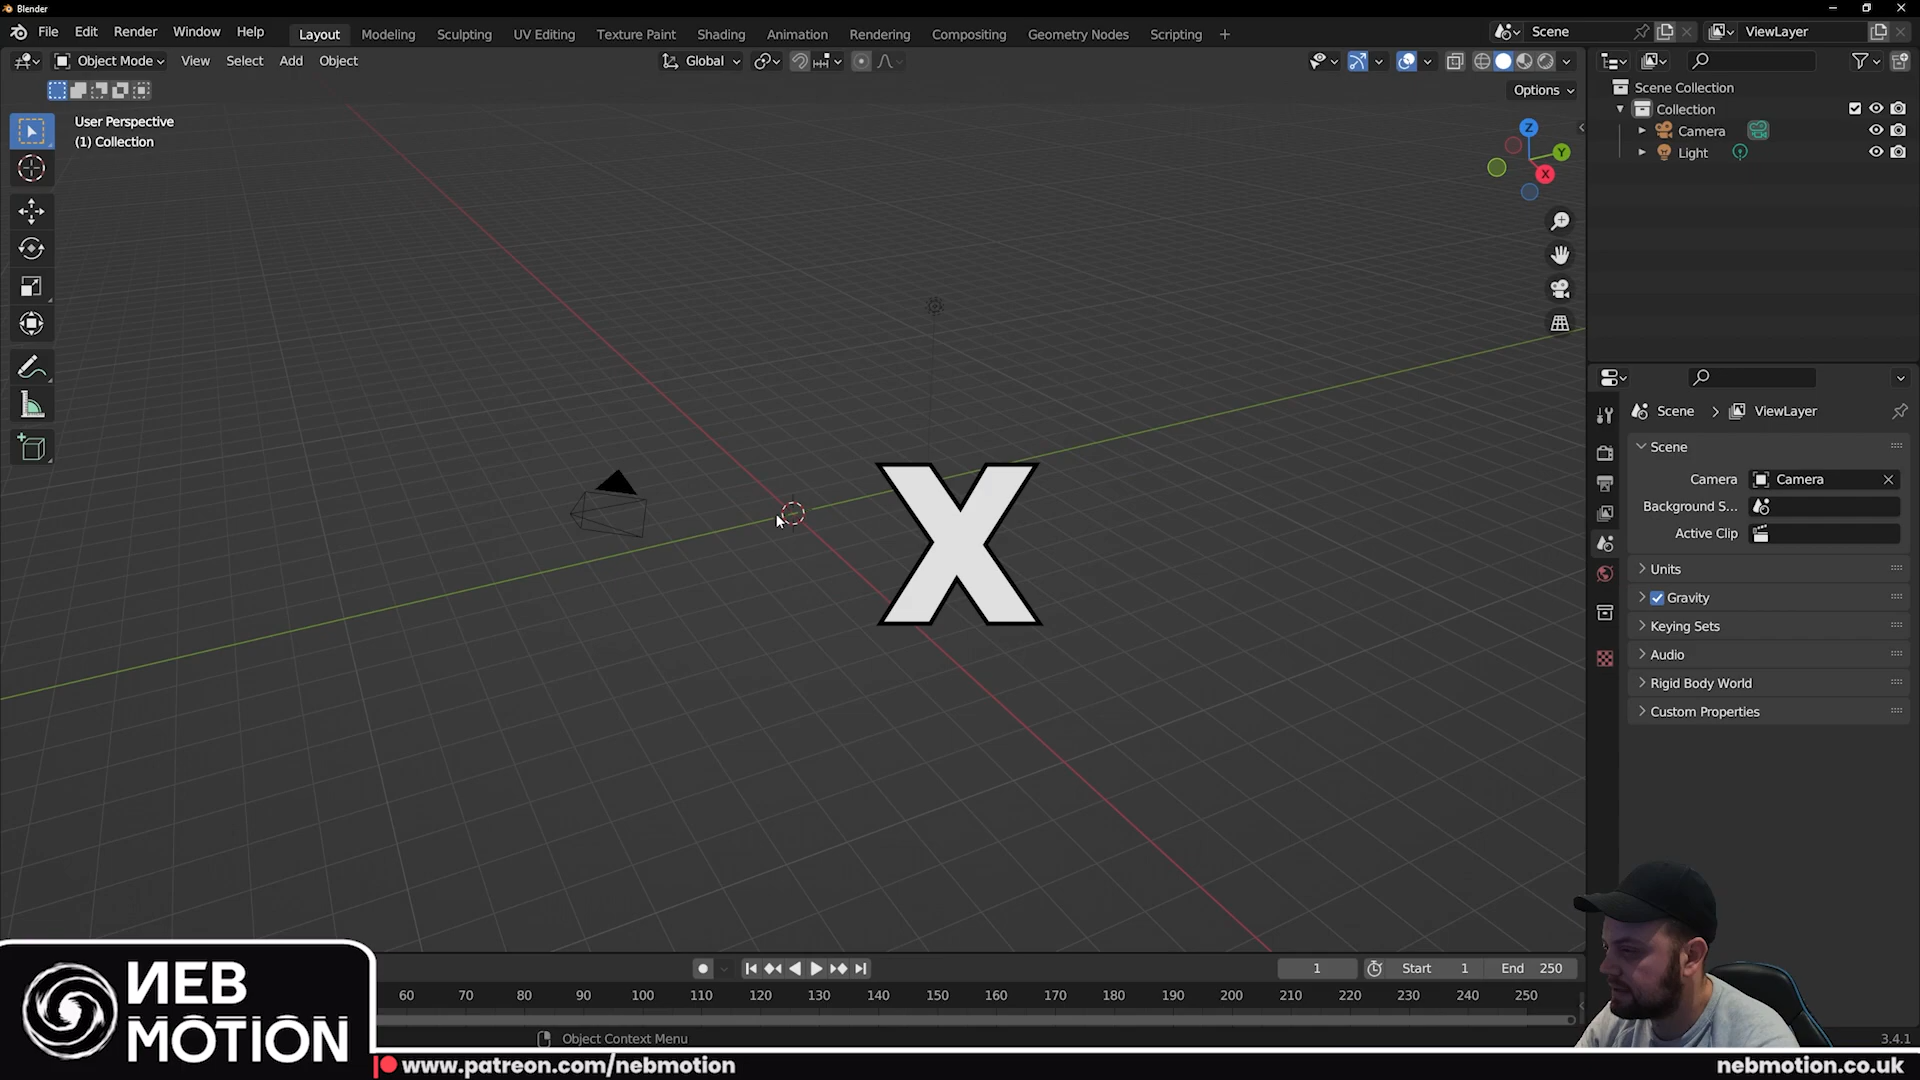 Blender
File Edit Render Window Help Layout Modeling Sculpting UV Editing Texture Paint Shading Animation Rendering Compositing Geometry Nodes Scripting + Scene ViewLayer
Object Mode View Select Add Object Global
Options
User Perspective
(1) Collection
Z
Y
X
Scene Collection
Collection
Camera
Light
Scene > ViewLayer
Scene
Camera Camera
Background S...
Active Clip
Units
Gravity
Keying Sets
Audio
Rigid Body World
Custom Properties
X
1 Start 1 End 250
60 70 80 90 100 110 120 130 140 150 160 170 180 190 200 210 220 230 240 250
Object Context Menu
3.4.1
NEB
MOTION
www.patreon.com/nebmotion
nebmotion.co.uk